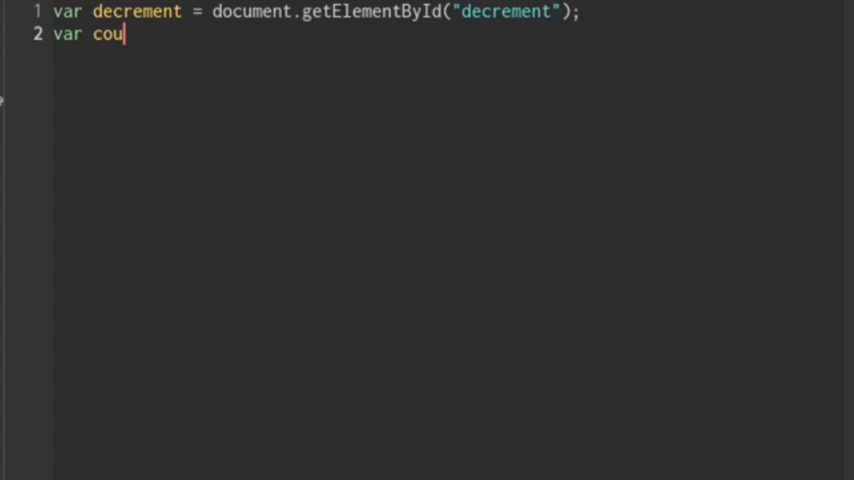 1 var decrement = document.getElementById("decrement");
2 var cou